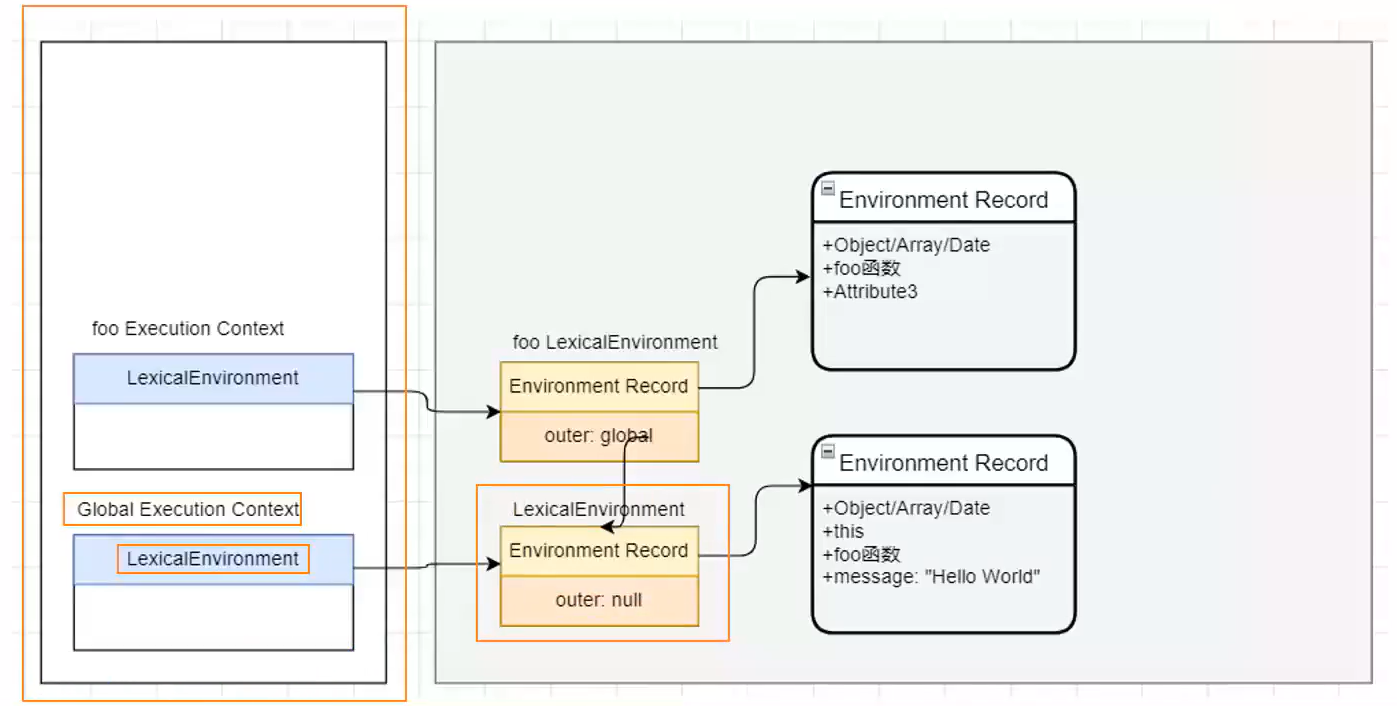 foo Execution Context
LexicalEnvironment
Global Execution Context
LexicalEnvironment
foo LexicalEnvironment
Environment Record
outer: global
LexicalEnvironment
Environment Record
outer: null
Environment Record
+Object/Array/Date
+foo函数
+Attribute3
Environment Record
+Object/Array/Date
+this
+foo函数
+message: "Hello World"